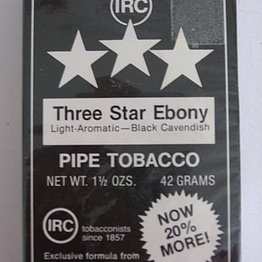 IRC
Three Star Ebony
Light-Aromatic—Black Cavendish
PIPE TOBACCO
NET WT. 1½ OZS. 42 GRAMS
IRC
tobacconists
since 1857
NOW
20%
MORE!
Exclusive formula from